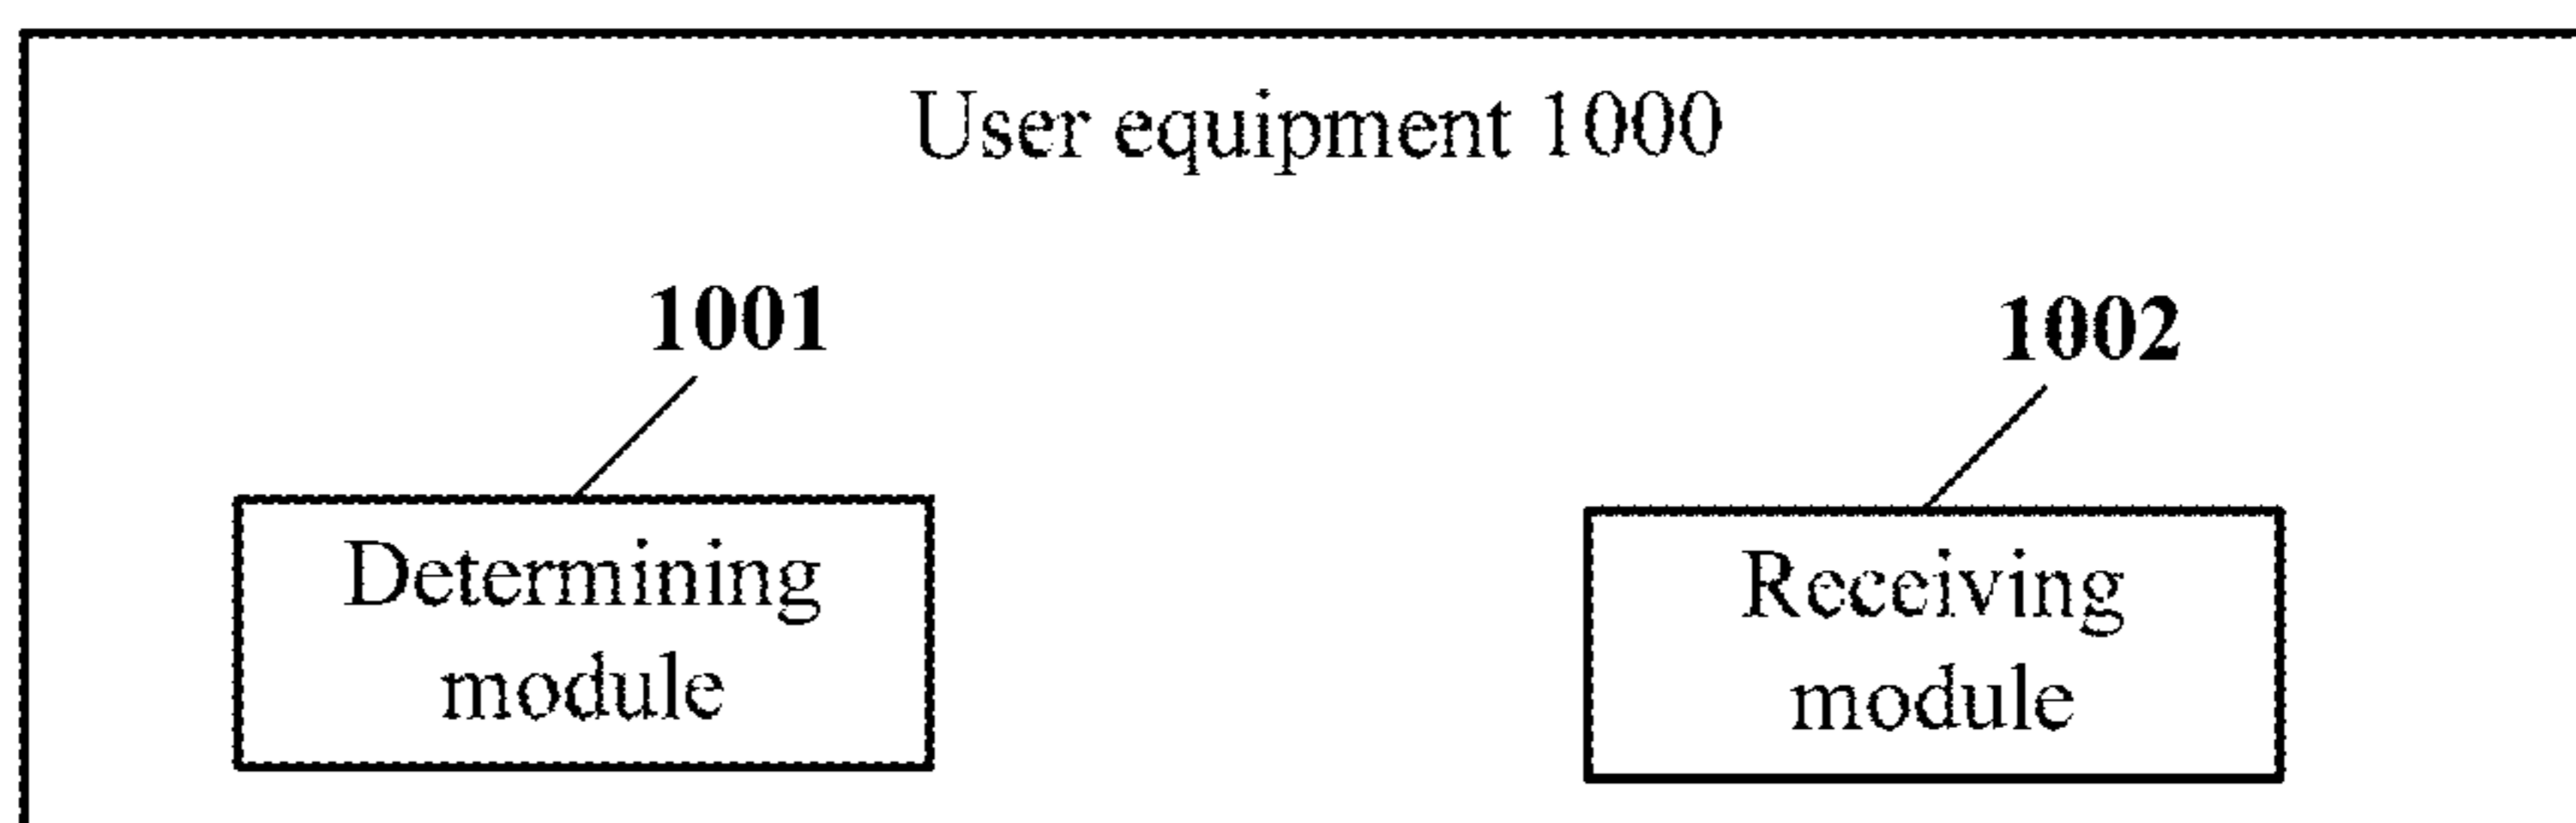 User equipment 1000
1001
1002
Determining
module
Receiving
module